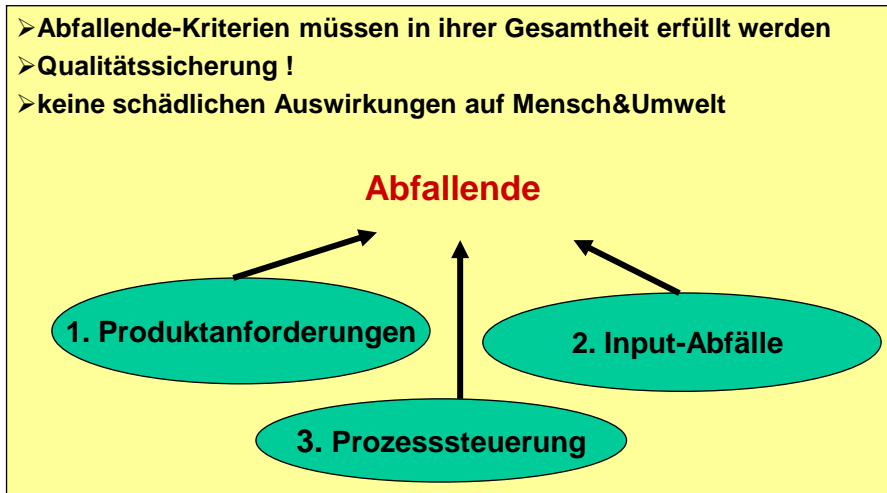 ➢Abfallende-Kriterien müssen in ihrer Gesamtheit erfüllt werden
➢Qualitätssicherung !
➢keine schädlichen Auswirkungen auf Mensch&Umwelt
Abfallende
1. Produktanforderungen
2. Input-Abfälle
3. Prozesssteuerung